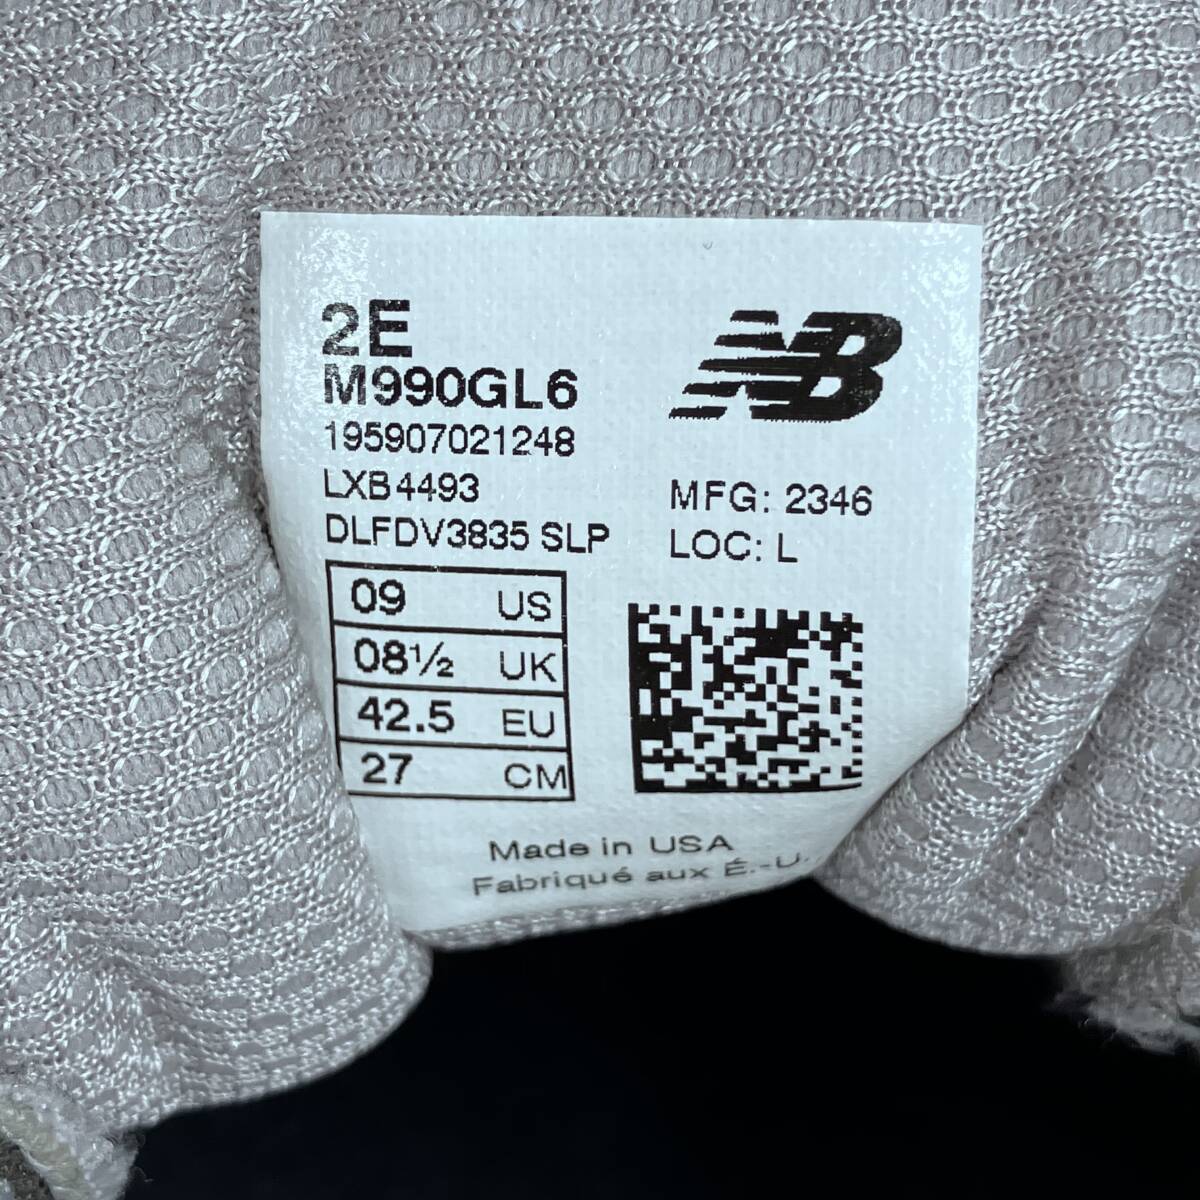 2E
M990GL6
195907021248
LXB4493
DLFDV3835 SLP
NB
MFG: 2346
LOC: L
09 US
08½ UK
42.5 EU
27 CM
Made in USA
Fabriqué aux É.-U.